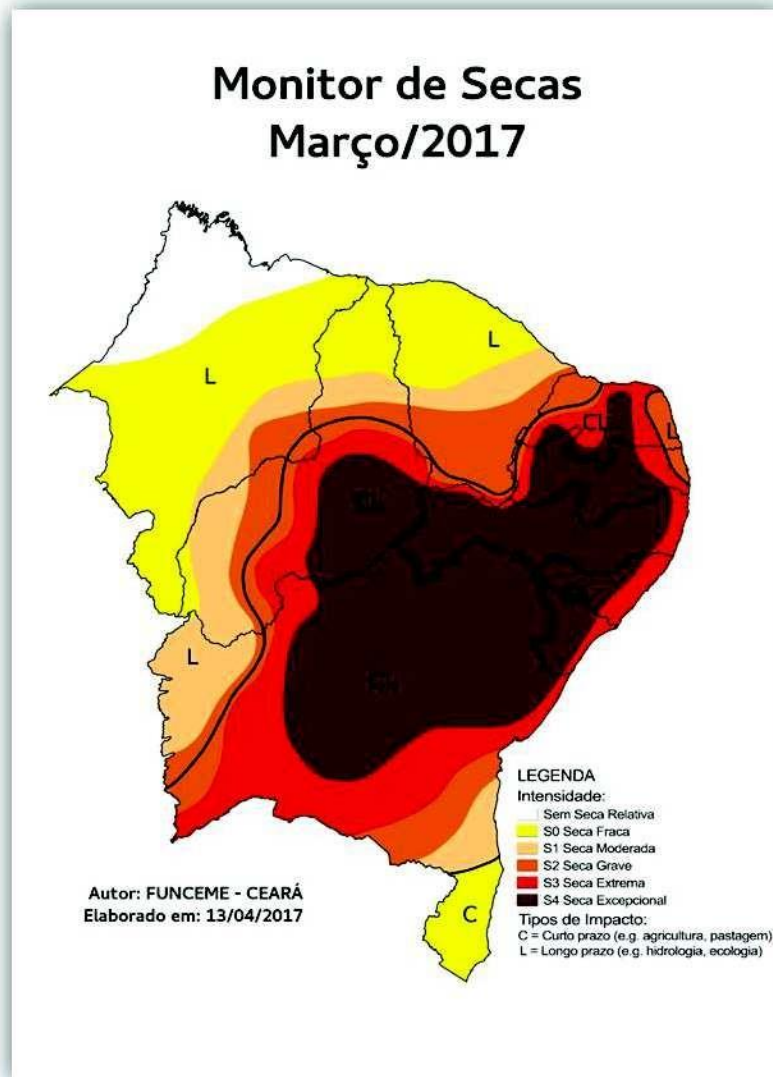 Monitor de Secas
Março/2017
L
L
CL
L
L
C
LEGENDA
Intensidade:
Sem Seca Relativa
S0 Seca Fraca
S1 Seca Moderada
S2 Seca Grave
S3 Seca Extrema
S4 Seca Excepcional
Tipos de Impacto:
C = Curto prazo (e.g. agricultura, pastagem)
L = Longo prazo (e.g. hidrologia, ecologia)
Autor: FUNCEME - CEARÁ
Elaborado em: 13/04/2017